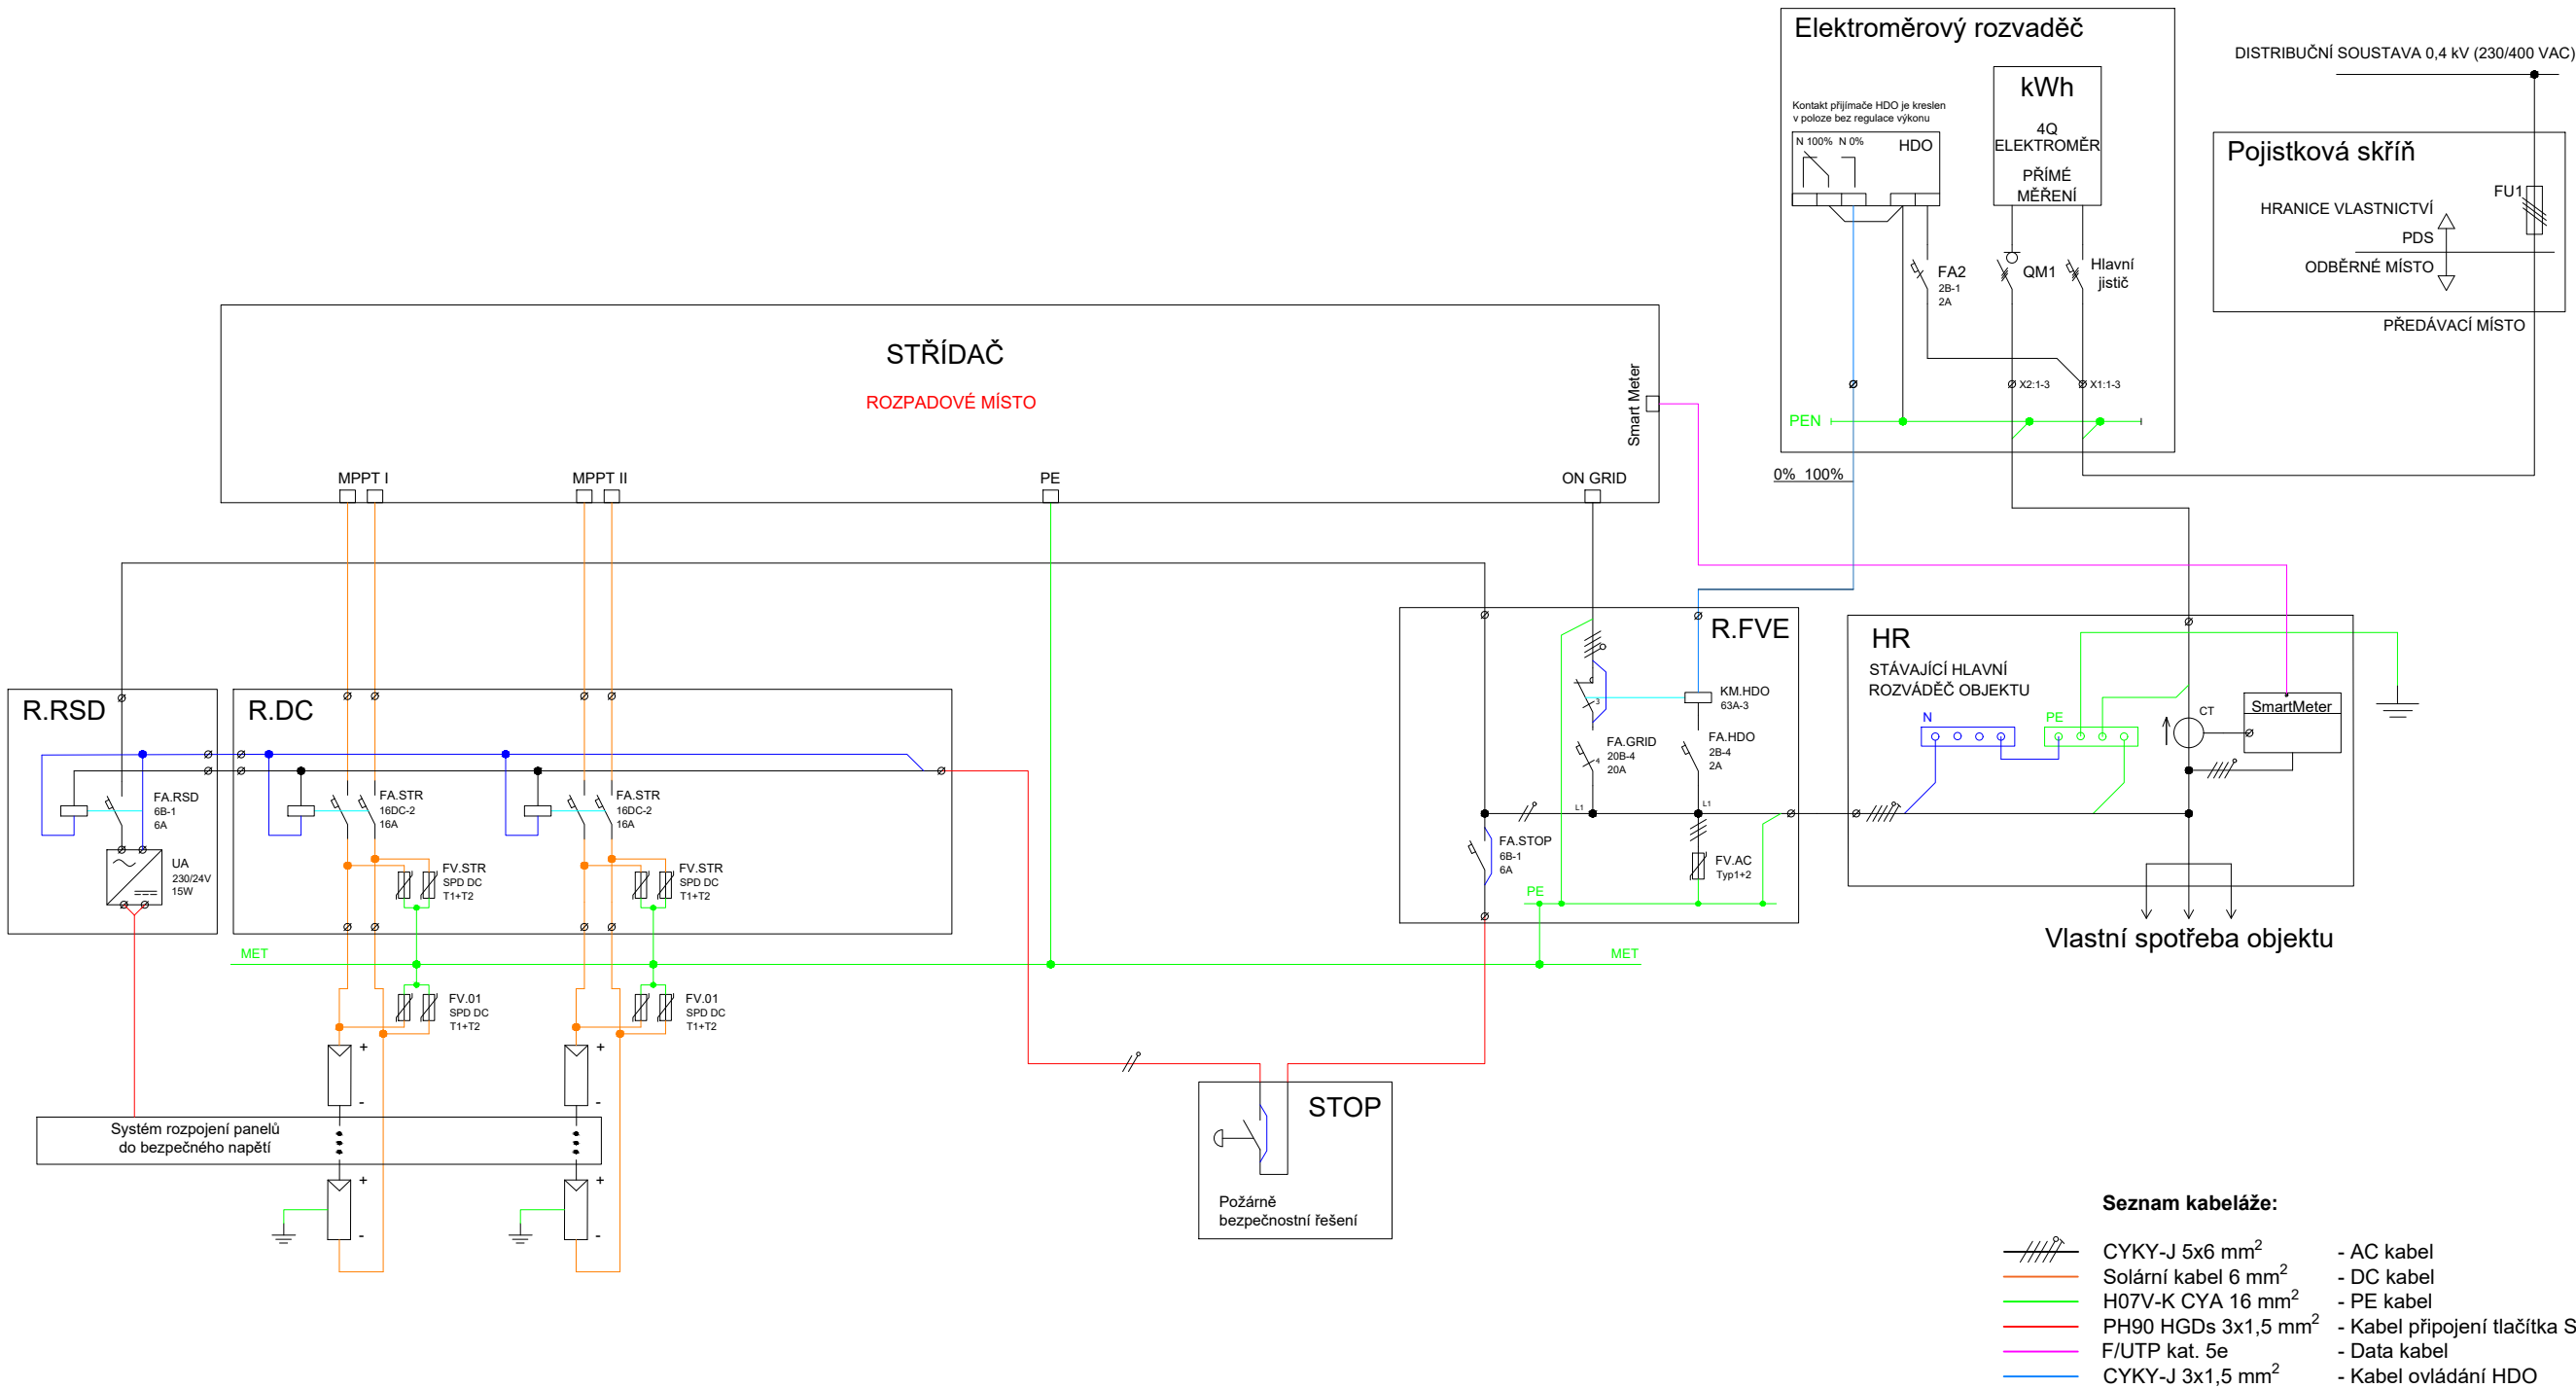 Elektroměrový rozvaděč
DISTRIBUČNÍ SOUSTAVA 0,4 kV (230/400 VAC)
kWh
4Q
ELEKTROMĚR
PŘÍMÉ
MĚŘENÍ
Kontakt přijímače HDO je kreslen
v poloze bez regulace výkonu
N 100% N 0%
HDO
FA2
2B-1
2A
QM1
Hlavní
jistič
X2:1-3
X1:1-3
PEN
0% 100%
Pojistková skříň
FU1
HRANICE VLASTNICTVÍ
PDS
ODBĚRNÉ MÍSTO
PŘEDÁVACÍ MÍSTO
STŘÍDAČ
ROZPADOVÉ MÍSTO
Smart Meter
MPPT I
MPPT II
PE
ON GRID
R.RSD
FA.RSD
6B-1
6A
UA
230/24V
15W
R.DC
FA.STR
16DC-2
16A
FA.STR
16DC-2
16A
FV.STR
SPD DC
T1+T2
FV.STR
SPD DC
T1+T2
MET
MET
FV.01
SPD DC
T1+T2
FV.01
SPD DC
T1+T2
+
-
+
-
Systém rozpojení panelů
do bezpečného napětí
+
-
+
-
R.FVE
KM.HDO
63A-3
3
FA.GRID
20B-4
20A
4
FA.HDO
2B-4
2A
L1
L1
FA.STOP
6B-1
6A
FV.AC
Typ1+2
PE
HR
STÁVAJÍCÍ HLAVNÍ
ROZVÁDĚČ OBJEKTU
N
PE
CT
SmartMeter
Vlastní spotřeba objektu
STOP
Požárně
bezpečnostní řešení
Seznam kabeláže:
CYKY-J 5x6 mm² - AC kabel
Solární kabel 6 mm² - DC kabel
H07V-K CYA 16 mm² - PE kabel
PH90 HGDs 3x1,5 mm² - Kabel připojení tlačítka S
F/UTP kat. 5e - Data kabel
CYKY-J 3x1,5 mm² - Kabel ovládání HDO